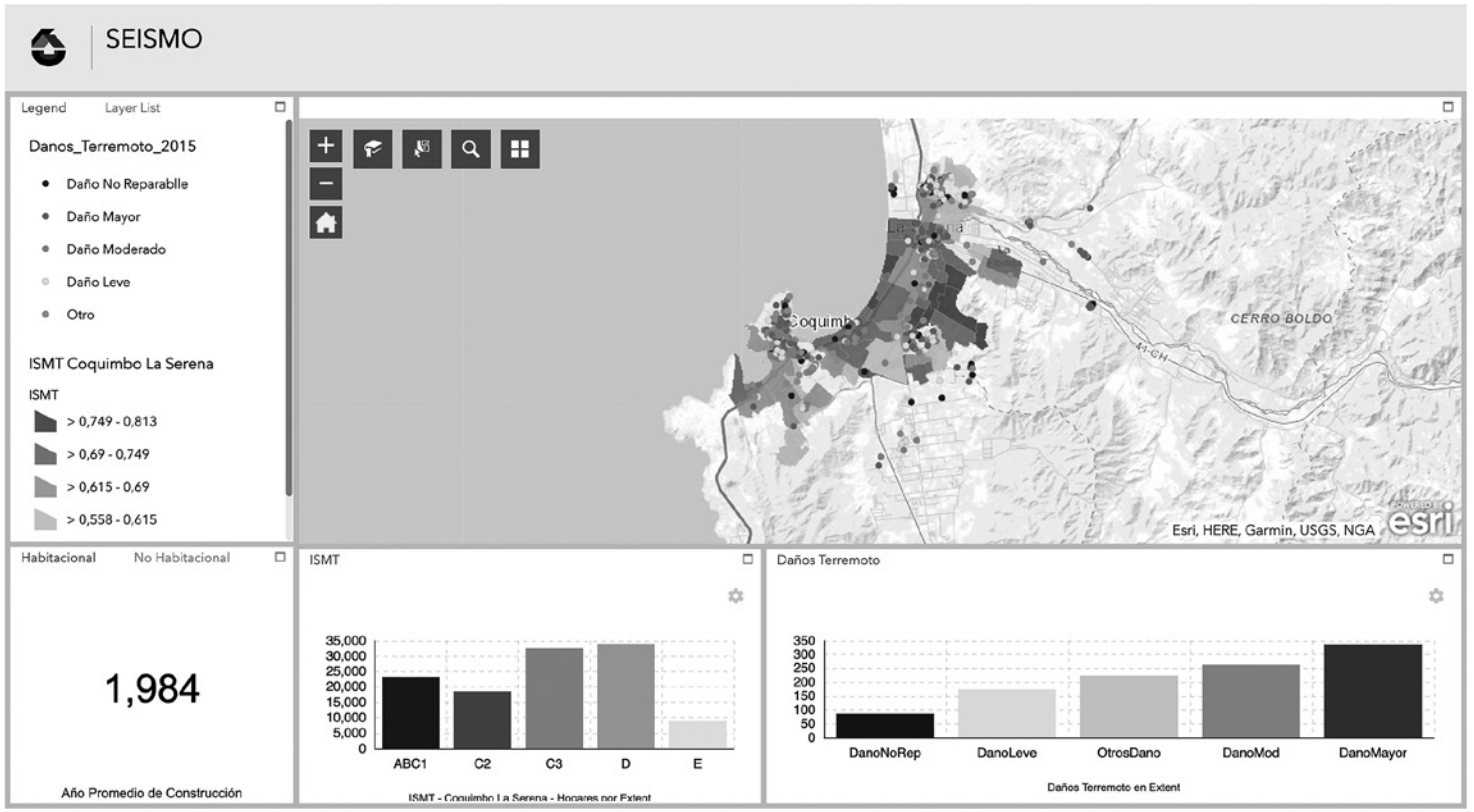 SEISMO
Legend Layer List
Danos_Terremoto_2015
Daño No Reparablle
Daño Mayor
Daño Moderado
Daño Leve
Otro
ISMT Coquimbo La Serena
ISMT
> 0,749 - 0,813
> 0,69 - 0,749
> 0,615 - 0,69
> 0,558 - 0,615
La Serena
Coquimb
CERRO BOLDO
41-CH
Esri, HERE, Garmin, USGS, NGA
POWERED BY
esri
Habitacional No Habitacional
1,984
Año Promedio de Construcción
ISMT
35,000
30,000
25,000
20,000
15,000
10,000
5,000
0
ABC1 C2 C3 D E
ISMT - Coquimbo La Serena - Hogares por Extent
Daños Terremoto
350
300
250
200
150
100
50
0
DanoNoRep DanoLeve OtrosDano DanoMod DanoMayor
Daños Terremoto en Extent